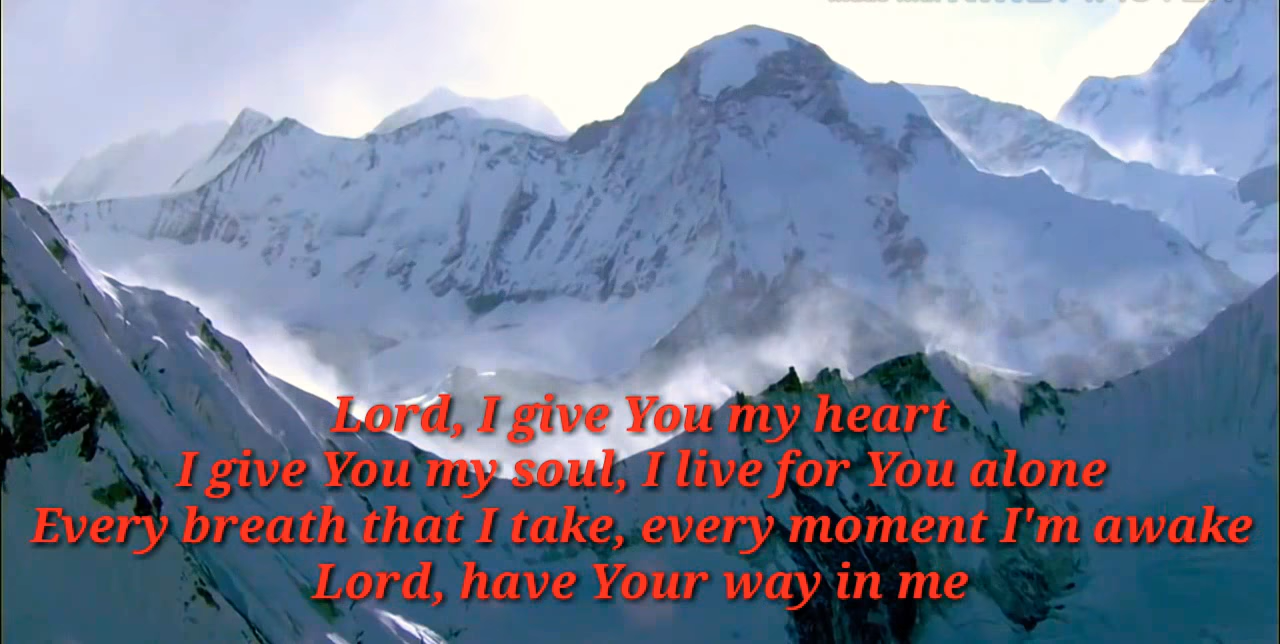 Lord, I give You my heart
I give You my soul, I live for You alone
Every breath that I take, every moment I'm awake
Lord, have Your way in me